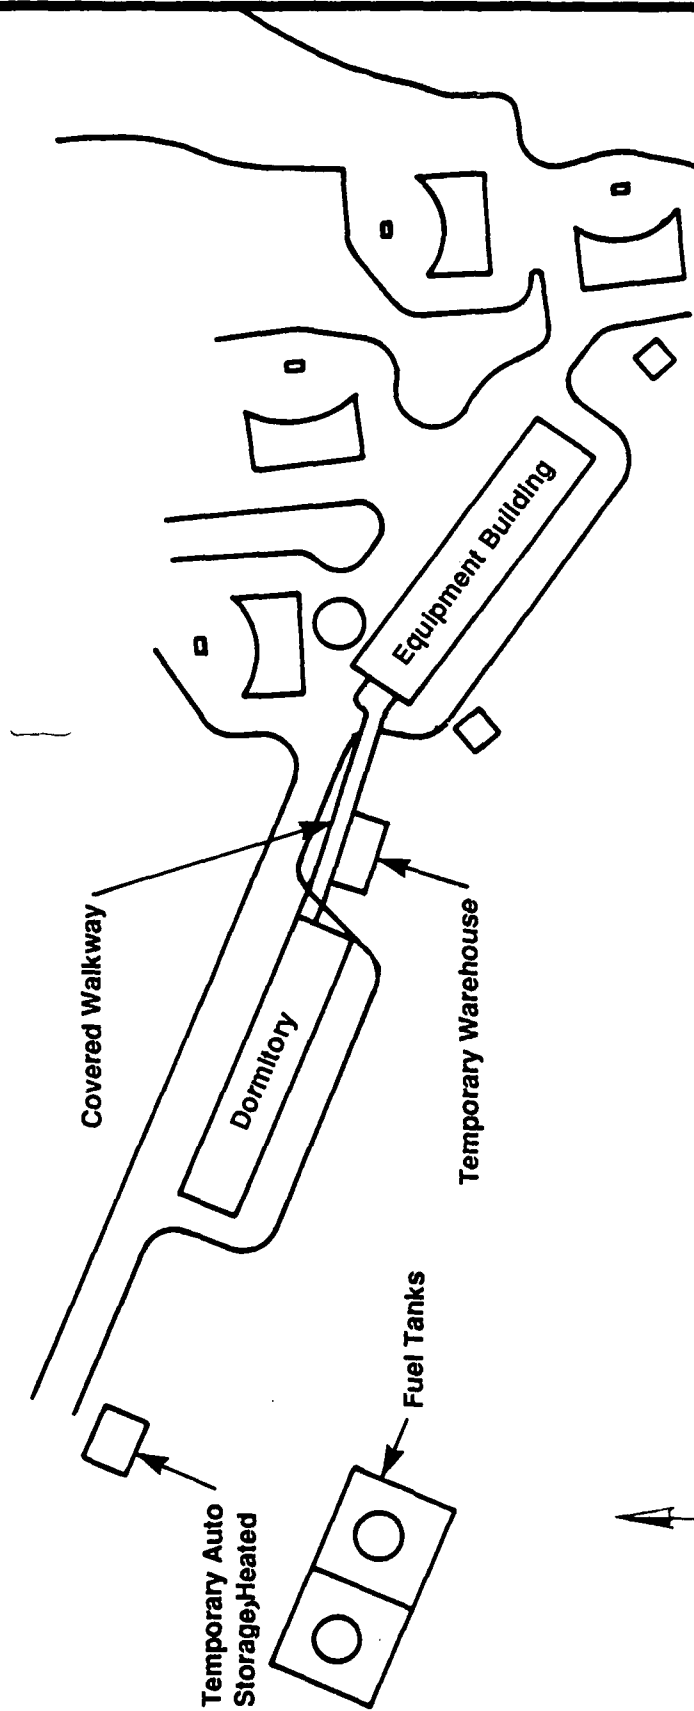 Covered Walkway
Equipment Building
Dormitory
Temporary Warehouse
Fuel Tanks
Temporary Auto
Storage,Heated